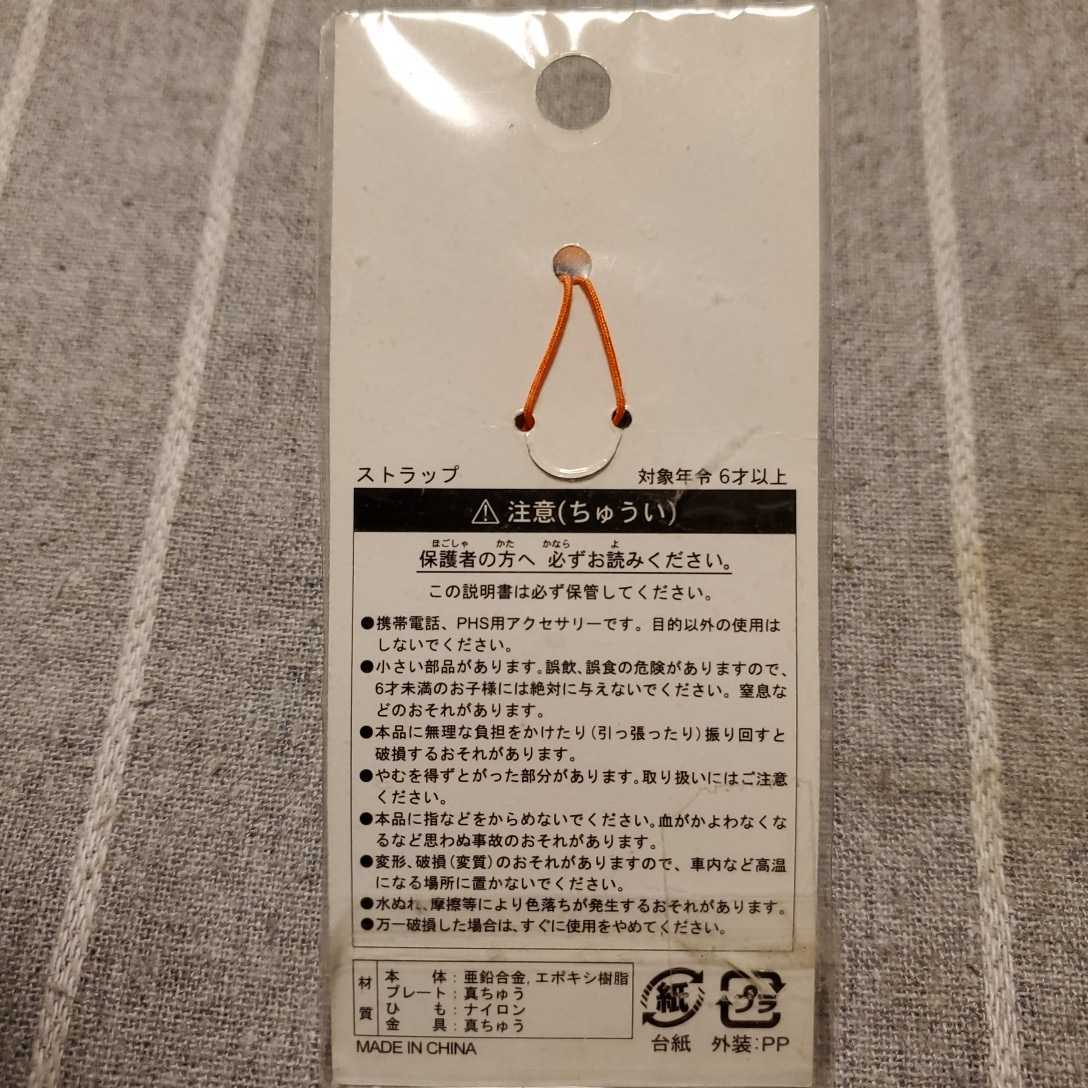 ストラップ 対象年令 6才以上
⚠ 注意(ちゅうい)
ほごしゃ かた かなら よ
保護者の方へ 必ずお読みください。
この説明書は必ず保管してください。
●携帯電話、PHS用アクセサリーです。目的以外の使用は
しないでください。
●小さい部品があります。誤飲、誤食の危険がありますので、
6才未満のお子様には絶対に与えないでください。窒息な
どのおそれがあります。
●本品に無理な負担をかけたり(引っ張ったり)振り回すと
破損するおそれがあります。
●やむを得ずとがった部分があります。取り扱いにはご注意
ください。
●本品に指などをからめないでください。血がかよわなくな
るなど思わぬ事故のおそれがあります。
●変形、破損(変質)のおそれがありますので、車内など高温
になる場所に置かないでください。
●水ぬれ、摩擦等により色落ちが発生するおそれがあります。
●万一破損した場合は、すぐに使用をやめてください。
材質
本体:亜鉛合金,エポキシ樹脂
プレート:真ちゅう
ひも:ナイロン
金具:真ちゅう
紙 プラ
台紙 外装:PP
MADE IN CHINA